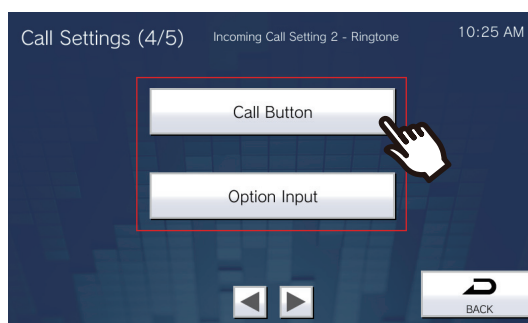 Call Settings (4/5) Incoming Call Setting 2 - Ringtone 10:25 AM
Call Button
Option Input
BACK